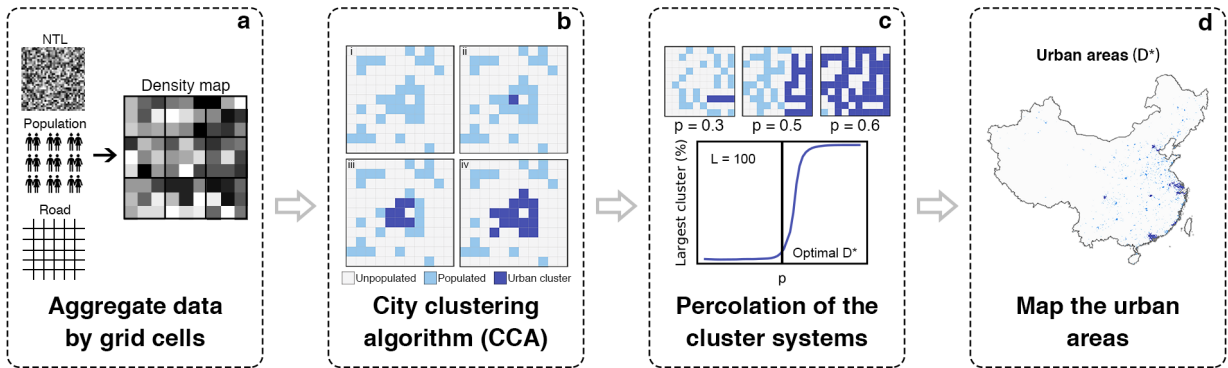 a
NTL
Population
Road
Density map
Aggregate data
by grid cells
b
i
ii
iii
iv
Unpopulated
Populated
Urban cluster
City clustering
algorithm (CCA)
c
p = 0.3
p = 0.5
p = 0.6
Largest cluster (%)
L = 100
Optimal D*
p
Percolation of the
cluster systems
d
Urban areas (D*)
Map the urban
areas